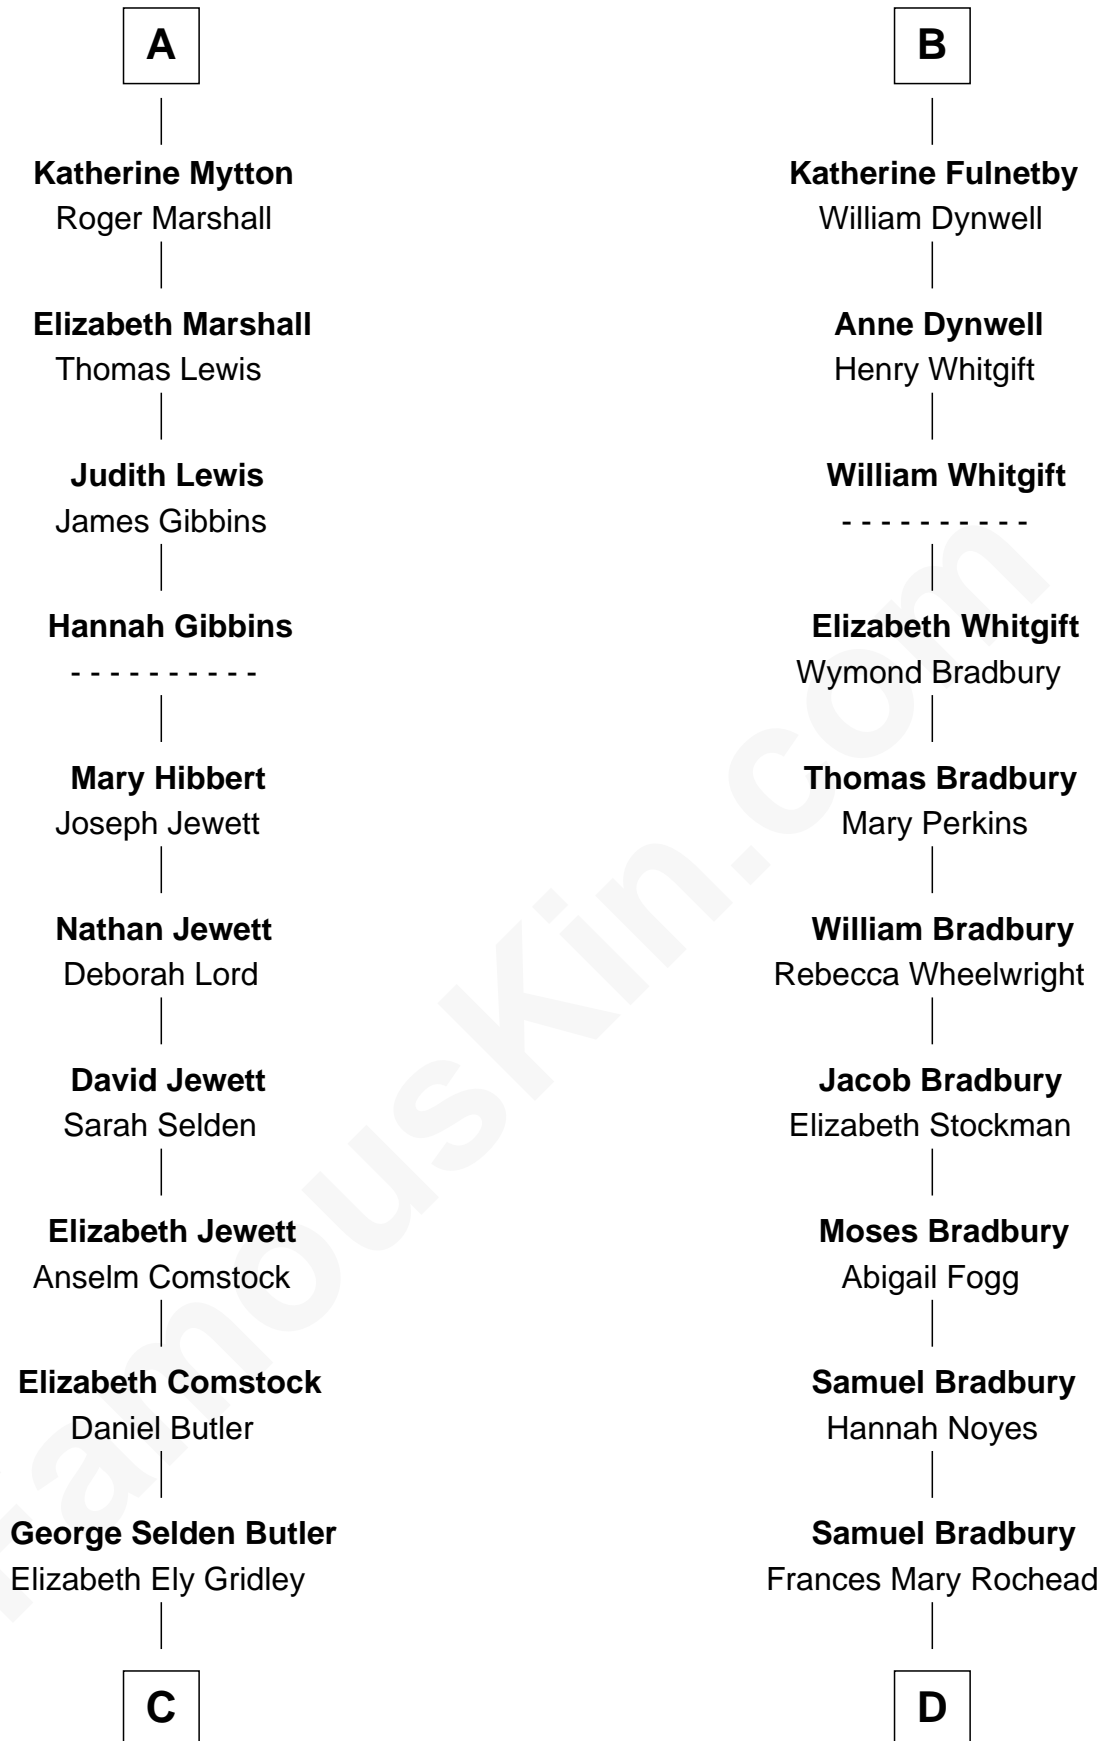 A
Katherine Mytton
Roger Marshall
Elizabeth Marshall
Thomas Lewis
Judith Lewis
James Gibbins
Hannah Gibbins
- - - - - - - - - -
Mary Hibbert
Joseph Jewett
Nathan Jewett
Deborah Lord
David Jewett
Sarah Selden
Elizabeth Jewett
Anselm Comstock
Elizabeth Comstock
Daniel Butler
George Selden Butler
Elizabeth Ely Gridley
C
B
Katherine Fulnetby
William Dynwell
Anne Dynwell
Henry Whitgift
William Whitgift
- - - - - - - - - -
Elizabeth Whitgift
Wymond Bradbury
Thomas Bradbury
Mary Perkins
William Bradbury
Rebecca Wheelwright
Jacob Bradbury
Elizabeth Stockman
Moses Bradbury
Abigail Fogg
Samuel Bradbury
Hannah Noyes
Samuel Bradbury
Frances Mary Rochead
D
FamousKin.com